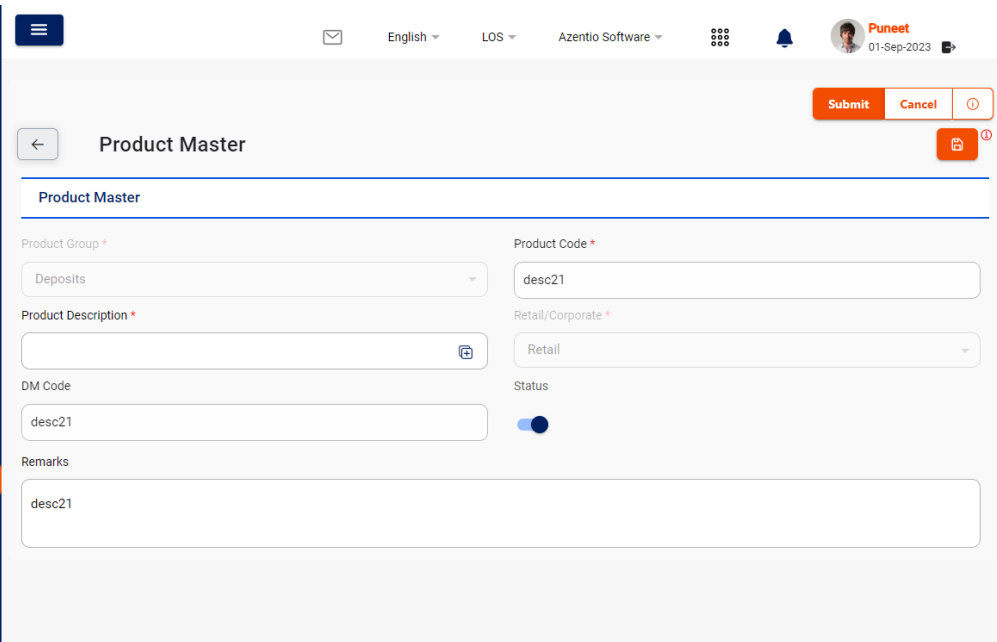 English LOS Azentio Software Puneet
01-Sep-2023
Submit Cancel
Product Master
Product Master
Product Group * Product Code *
Deposits desc21
Product Description * Retail/Corporate *
Retail
DM Code Status
desc21
Remarks
desc21